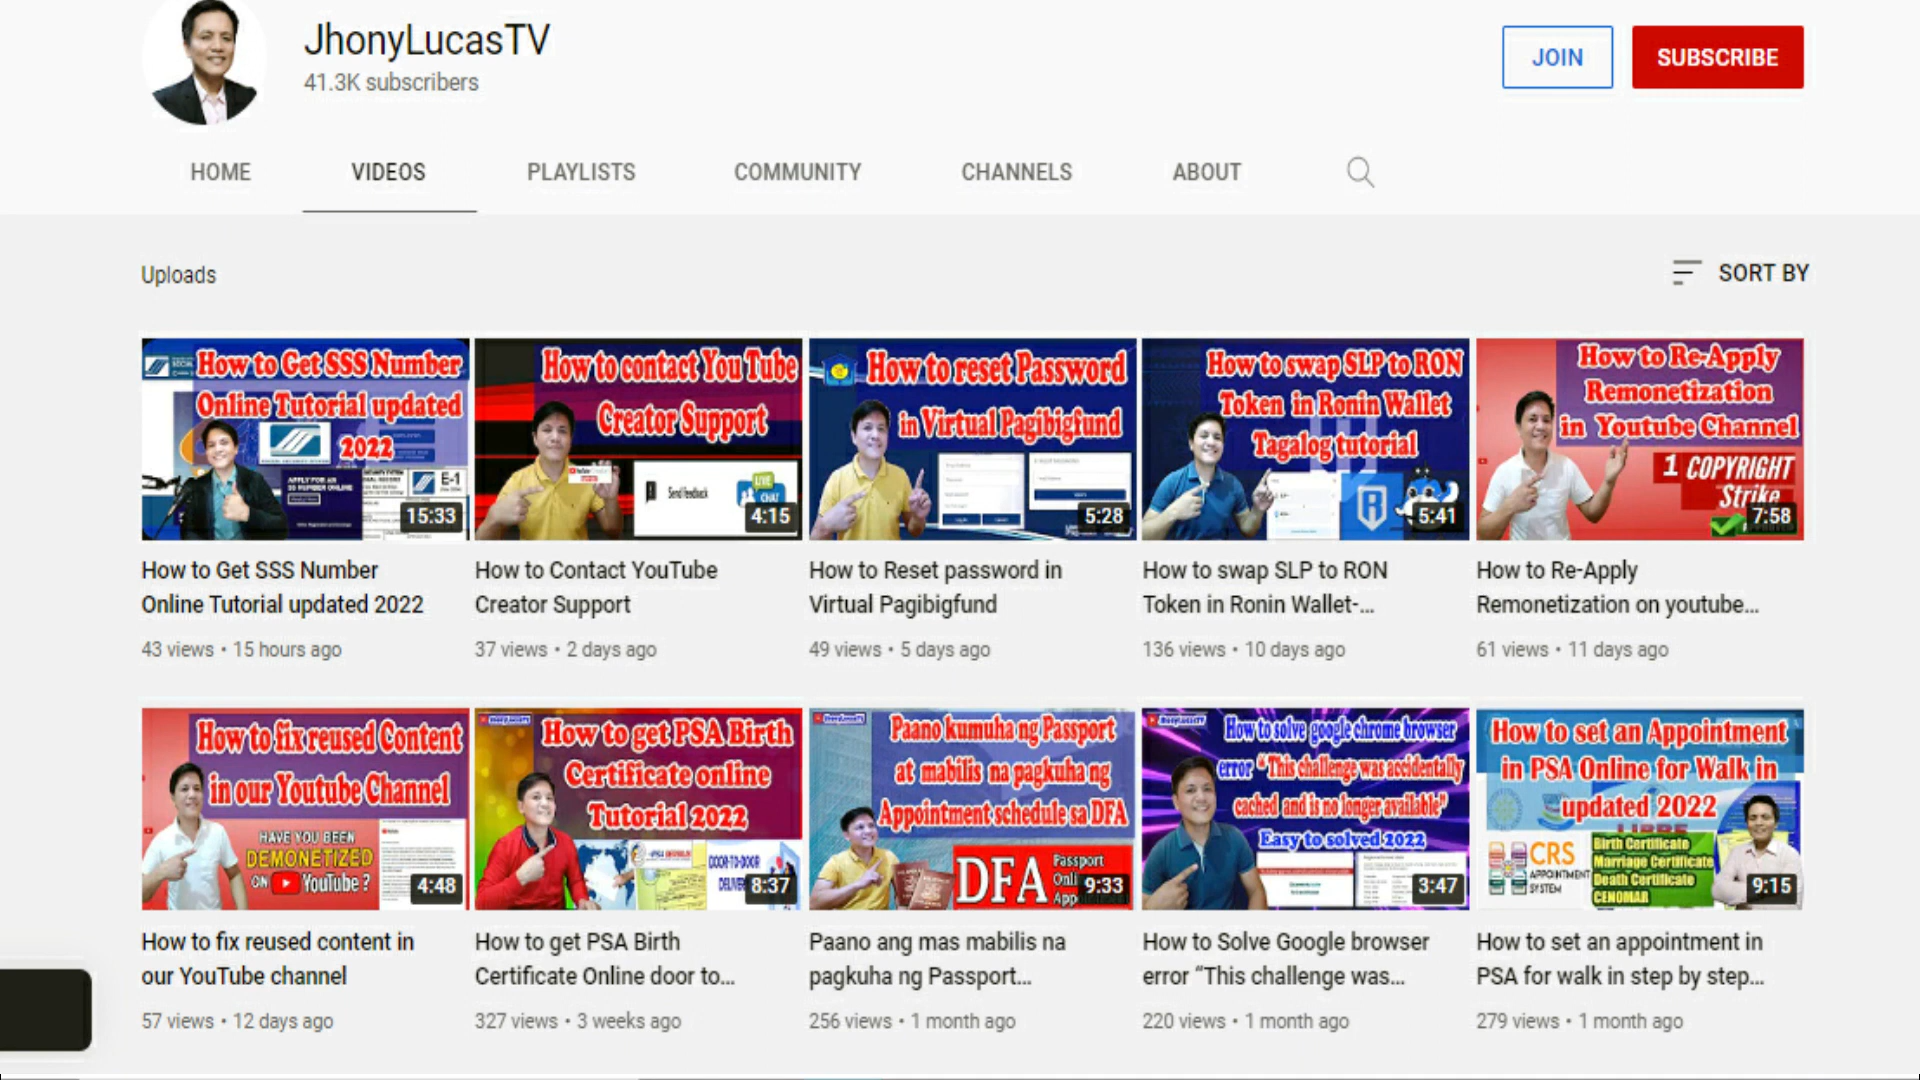 JhonyLucasTV
41.3K subscribers
JOIN
SUBSCRIBE
HOME
VIDEOS
PLAYLISTS
COMMUNITY
CHANNELS
ABOUT
Uploads
SORT BY
How to Get SSS Number
Online Tutorial updated
2022
E-1
15:33
How to contact YouTube
Creator Support
Send feedback
LIVE
CHAT
4:15
How to reset Password
in Virtual Pagibigfund
5:28
How to swap SLP to RON
Token in Ronin Wallet
Tagalog tutorial
5:41
How to Re-Apply
Remonetization
in Youtube Channel
1 COPYRIGHT
Strike
7:58
How to Get SSS Number
Online Tutorial updated 2022
43 views • 15 hours ago
How to Contact YouTube
Creator Support
37 views • 2 days ago
How to Reset password in
Virtual Pagibigfund
49 views • 5 days ago
How to swap SLP to RON
Token in Ronin Wallet-...
136 views • 10 days ago
How to Re-Apply
Remonetization on youtube...
61 views • 11 days ago
How to fix reused Content
in our Youtube Channel
HAVE YOU BEEN
DEMONETIZED
ON YouTube?
4:48
JhonyLucasTV
How to get PSA Birth
Certificate online
Tutorial 2022
DOOR-TO-DOOR
8:37
JhonyLucasTV
Paano kumuha ng Passport
at mabilis na pagkuha ng
Appointment schedule sa DFA
DFA
Passport
9:33
JhonyLucasTV
How to solve google chrome browser
error "This challenge was accidentally
cached and is no longer available"
Easy to solved 2022
3:47
How to set an Appointment
in PSA Online for Walk in
updated 2022
CRS
APPOINTMENT
SYSTEM
Birth Certificate
Marriage Certificate
Death Certificate
CENOMAR
9:15
How to fix reused content in
our YouTube channel
57 views • 12 days ago
How to get PSA Birth
Certificate Online door to...
327 views • 3 weeks ago
Paano ang mas mabilis na
pagkuha ng Passport...
256 views • 1 month ago
How to Solve Google browser
error “This challenge was...
220 views • 1 month ago
How to set an appointment in
PSA for walk in step by step...
279 views • 1 month ago